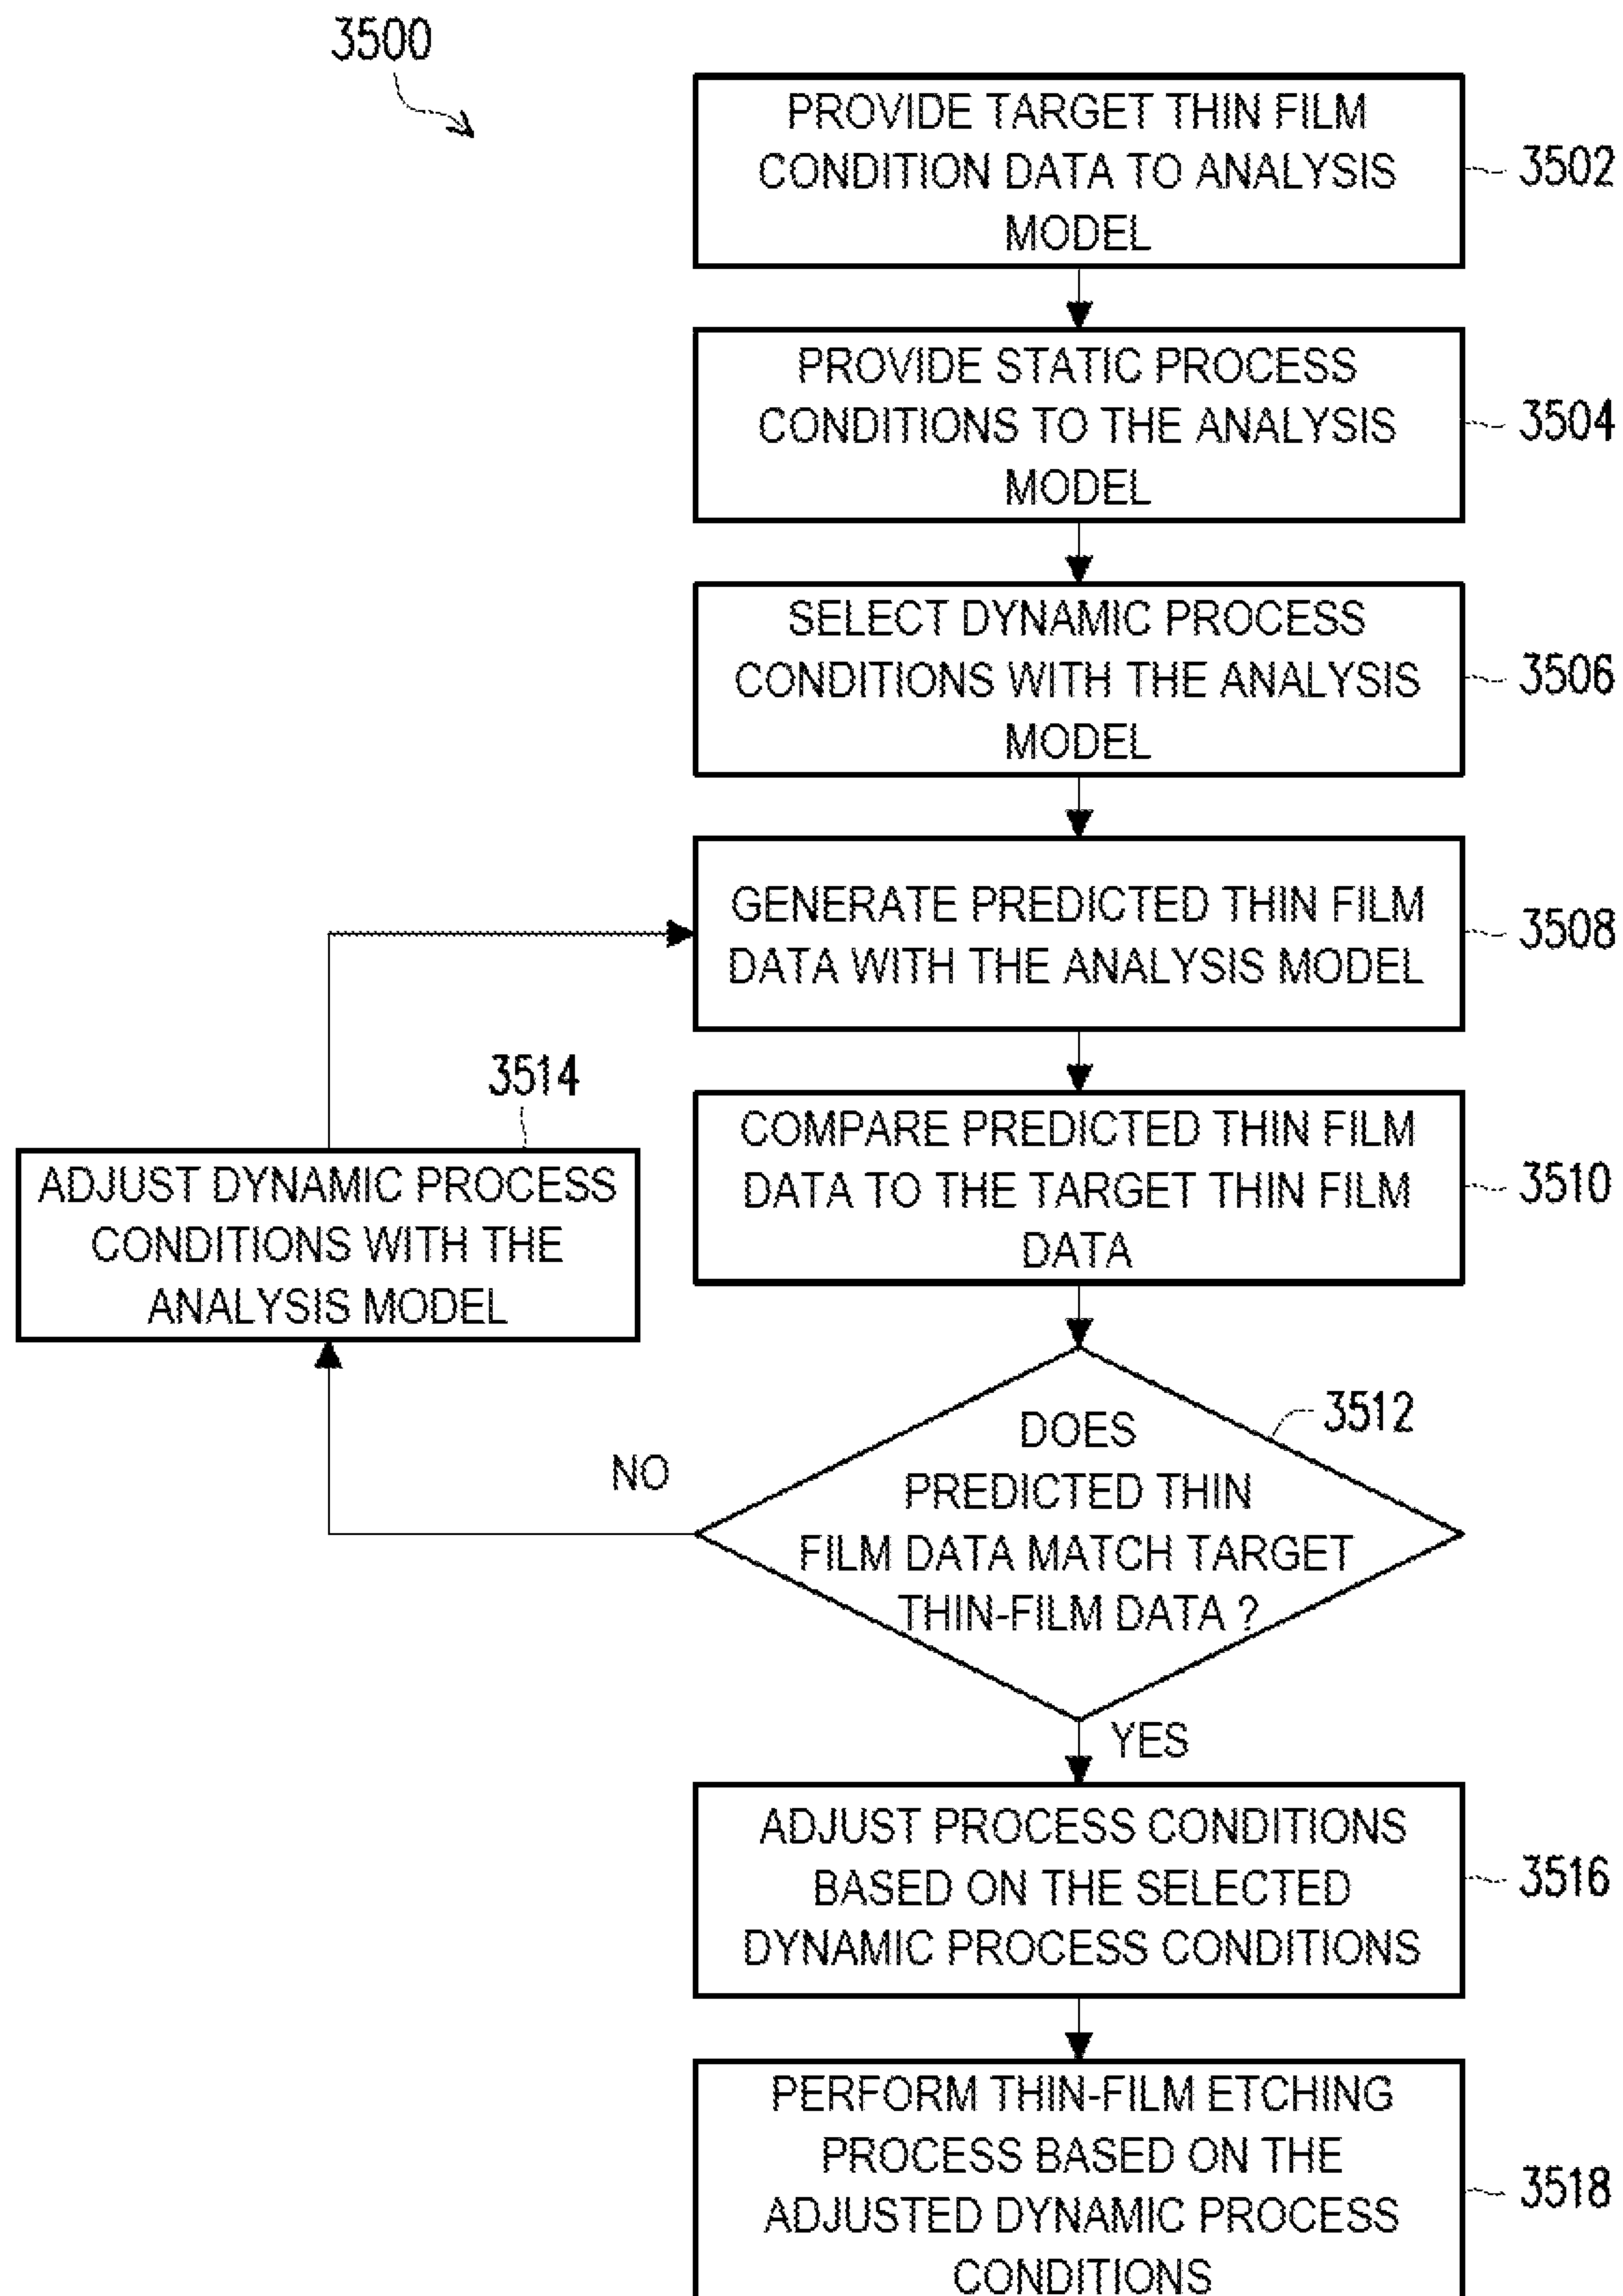 3500
PROVIDE TARGET THIN FILM
CONDITION DATA TO ANALYSIS
MODEL
3502
PROVIDE STATIC PROCESS
CONDITIONS TO THE ANALYSIS
MODEL
3504
SELECT DYNAMIC PROCESS
CONDITIONS WITH THE ANALYSIS
MODEL
3506
GENERATE PREDICTED THIN FILM
DATA WITH THE ANALYSIS MODEL
3508
COMPARE PREDICTED THIN FILM
DATA TO THE TARGET THIN FILM
DATA
3510
DOES
PREDICTED THIN
FILM DATA MATCH TARGET
THIN-FILM DATA ?
3512
NO
3514
ADJUST DYNAMIC PROCESS
CONDITIONS WITH THE
ANALYSIS MODEL
YES
ADJUST PROCESS CONDITIONS
BASED ON THE SELECTED
DYNAMIC PROCESS CONDITIONS
3516
PERFORM THIN-FILM ETCHING
PROCESS BASED ON THE
ADJUSTED DYNAMIC PROCESS
CONDITIONS
3518